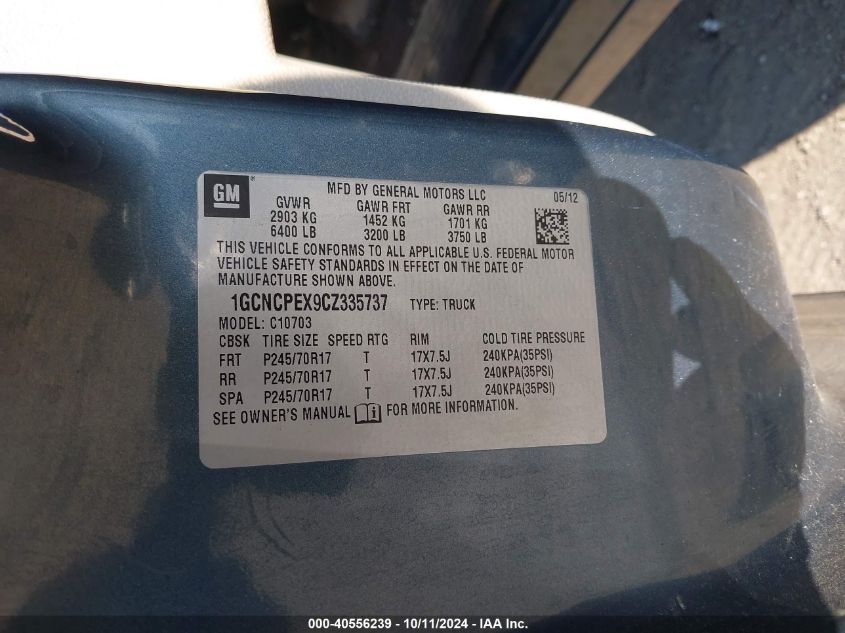 GM
MFD BY GENERAL MOTORS LLC 05/12
GVWR GAWR FRT GAWR RR
2903 KG 1452 KG 1701 KG
6400 LB 3200 LB 3750 LB
THIS VEHICLE CONFORMS TO ALL APPLICABLE U.S. FEDERAL MOTOR
VEHICLE SAFETY STANDARDS IN EFFECT ON THE DATE OF
MANUFACTURE SHOWN ABOVE.
1GCNCPEX9CZ335737 TYPE: TRUCK
MODEL: C10703
CBSK TIRE SIZE SPEED RTG RIM COLD TIRE PRESSURE
FRT P245/70R17 T 17X7.5J 240KPA(35PSI)
RR P245/70R17 T 17X7.5J 240KPA(35PSI)
SPA P245/70R17 T 17X7.5J 240KPA(35PSI)
SEE OWNER'S MANUAL FOR MORE INFORMATION.
000-40556239 - 10/11/2024 - IAA Inc.